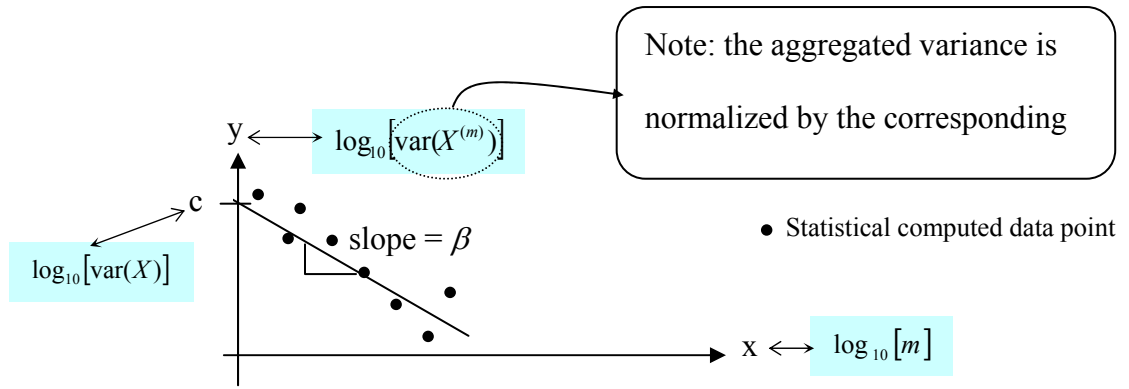 Note: the aggregated variance is
normalized by the corresponding
y
log₁₀[var(X⁽ᵐ⁾)]
c
slope = β
• Statistical computed data point
log₁₀[var(X)]
x
log₁₀[m]